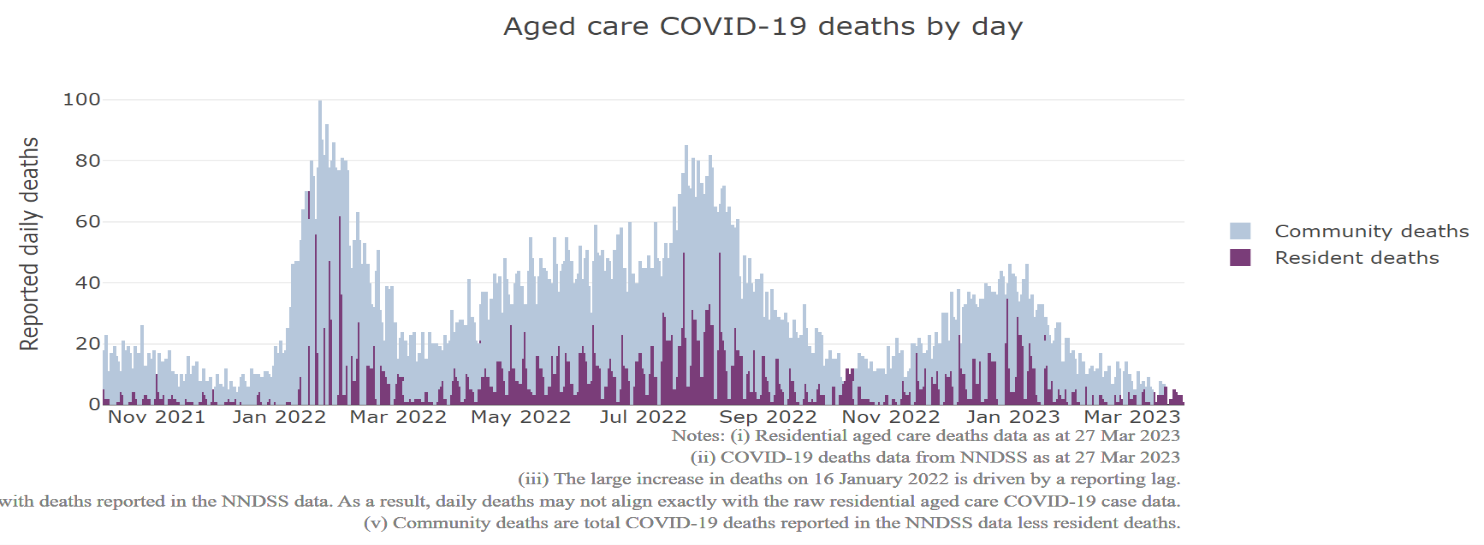 Aged care COVID-19 deaths by day
Reported daily deaths
100
80
60
40
20
0
Nov 2021 Jan 2022 Mar 2022 May 2022 Jul 2022 Sep 2022 Nov 2022 Jan 2023 Mar 2023
Community deaths
Resident deaths
Notes: (i) Residential aged care deaths data as at 27 Mar 2023
(ii) COVID-19 deaths data from NNDSS as at 27 Mar 2023
(iii) The large increase in deaths on 16 January 2022 is driven by a reporting lag.
with deaths reported in the NNDSS data. As a result, daily deaths may not align exactly with the raw residential aged care COVID-19 case data.
(v) Community deaths are total COVID-19 deaths reported in the NNDSS data less resident deaths.